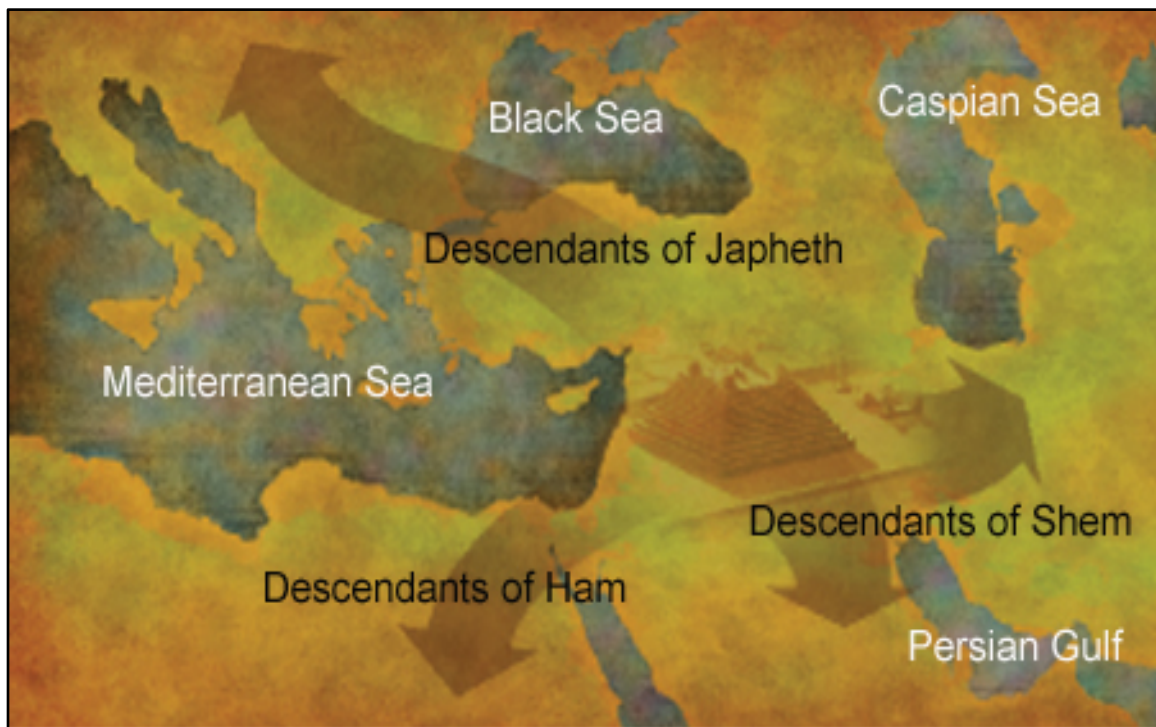 Black Sea
Caspian Sea
Descendants of Japheth
Mediterranean Sea
Descendants of Shem
Descendants of Ham
Persian Gulf